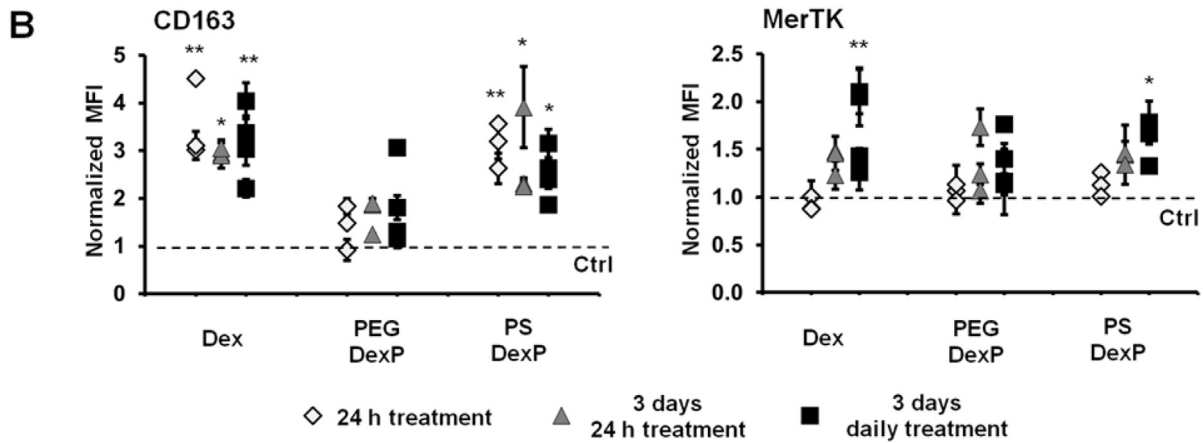 B
CD163
MerTK
Normalized MFI
5
4
3
2
1
0
** * ** ** * *
Ctrl
Dex
PEG
DexP
PS
DexP
Normalized MFI
2.5
2.0
1.5
1.0
0.5
0.0
** *
Ctrl
Dex
PEG
DexP
PS
DexP
24 h treatment
3 days
24 h treatment
3 days
daily treatment